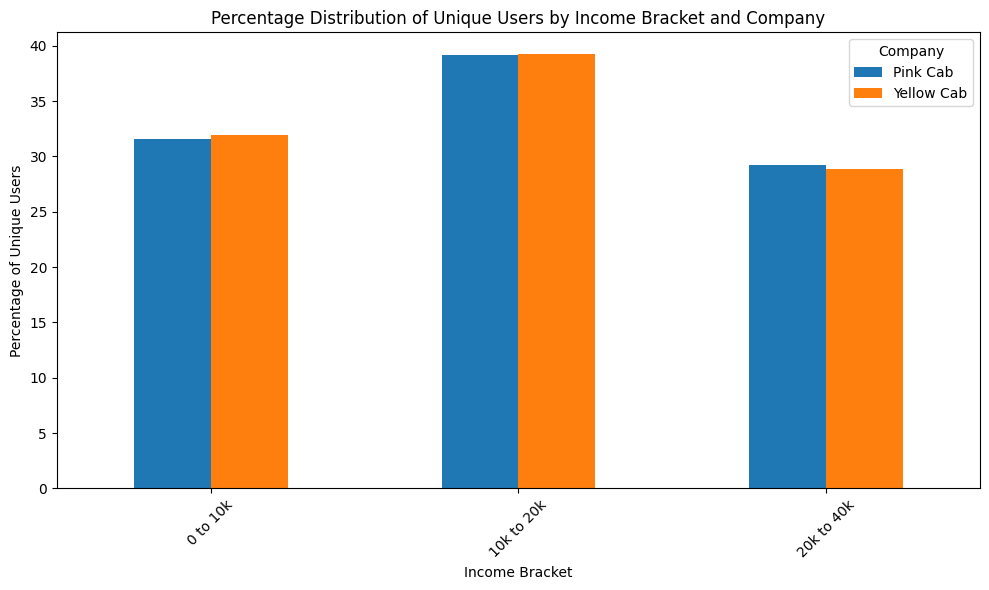 Percentage Distribution of Unique Users by Income Bracket and Company
Company
Pink Cab
Yellow Cab
Percentage of Unique Users
40
35
30
25
20
15
10
5
0
0 to 10k
10k to 20k
20k to 40k
Income Bracket